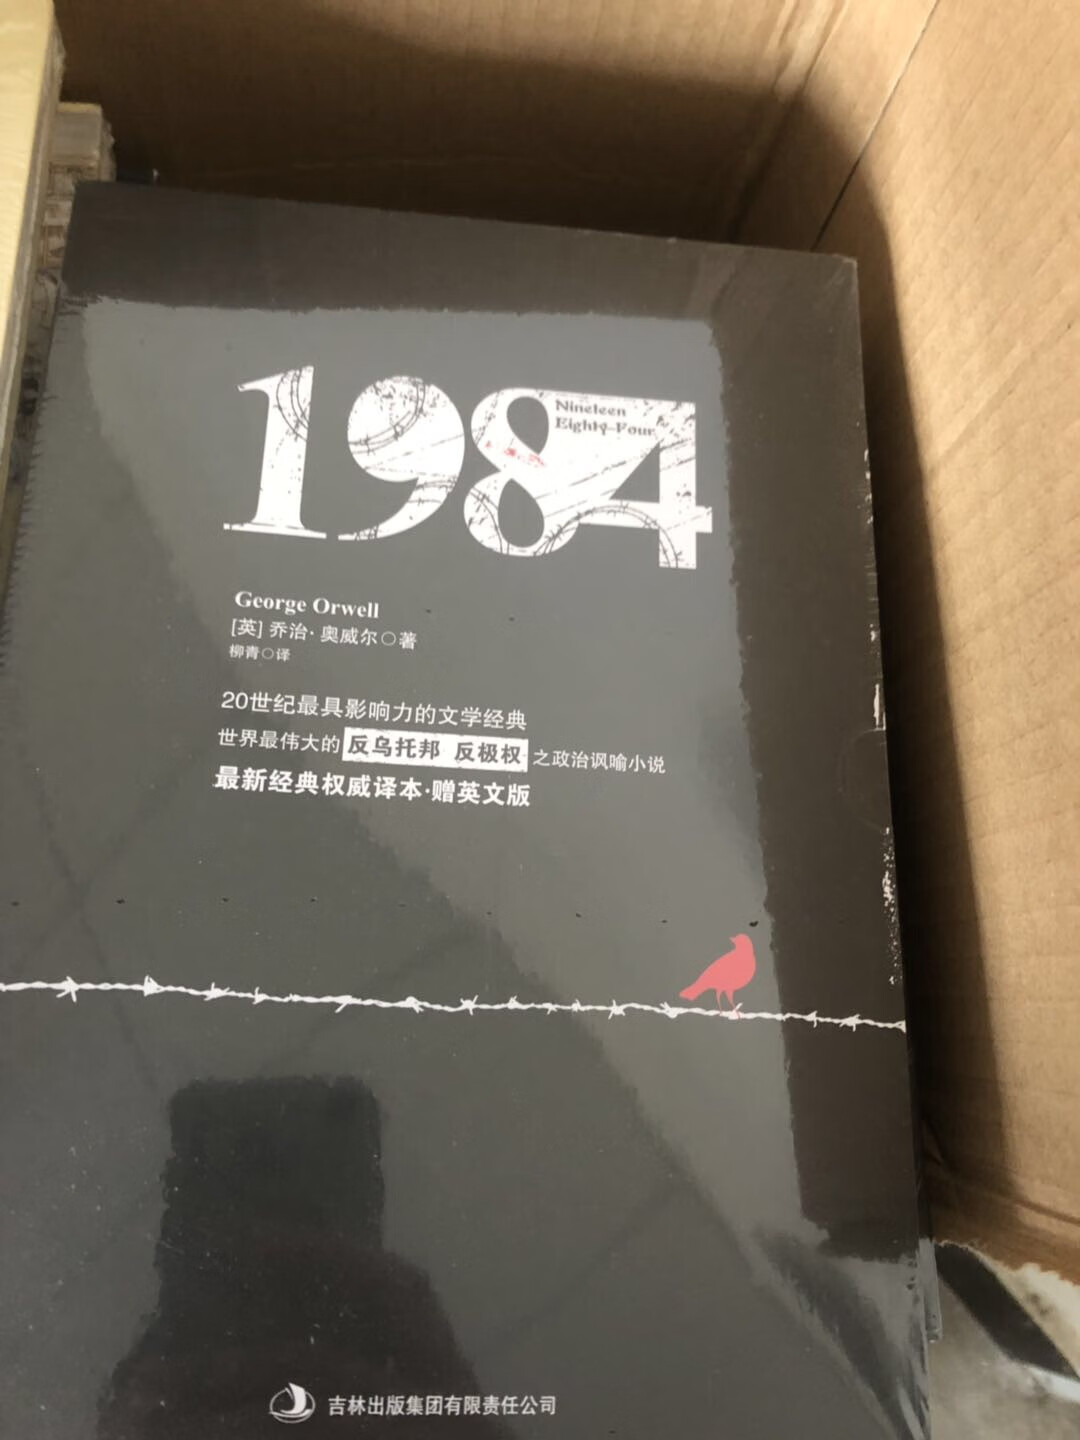 1984
Nineteen
Eighty-Four
George Orwell
[英] 乔治·奥威尔○著
柳青○译
20世纪最具影响力的文学经典
世界最伟大的 反乌托邦 反极权 之政治讽喻小说
最新经典权威译本·赠英文版
吉林出版集团有限责任公司